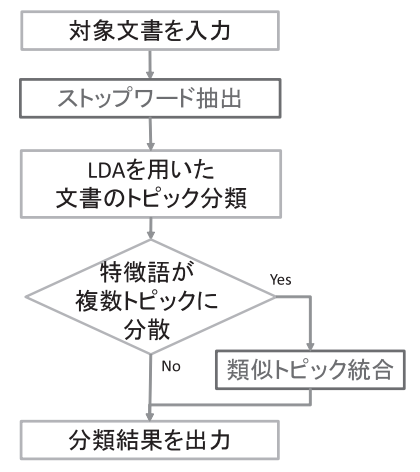 対象文書を入力
ストップワード抽出
LDAを用いた
文書のトピック分類
特徴語が
複数トピックに
分散
Yes
No
類似トピック統合
分類結果を出力